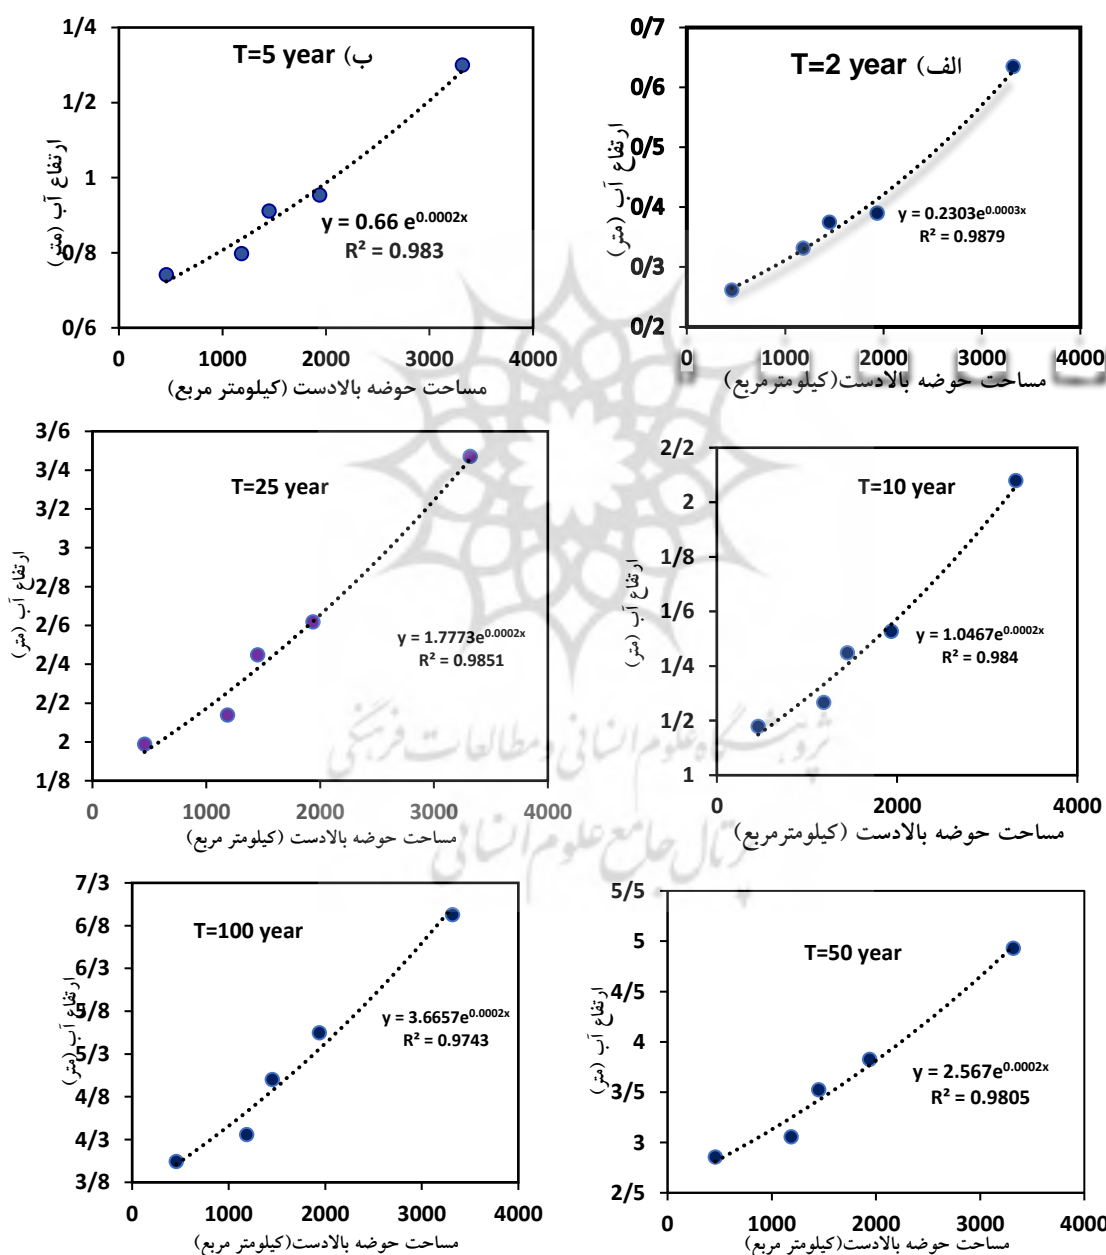 الف) T=2 year
0/7
0/6
0/5
0/4
0/3
0/2
ارتفاع آب (متر)
y = 0.2303e^0.0003x
R² = 0.9879
0 1000 2000 3000 4000
مساحت حوضه بالادست(کیلومترمربع)
ب) T=5 year
1/4
1/2
1
0/8
0/6
ارتفاع آب (متر)
y = 0.66 e^0.0002x
R² = 0.983
0 1000 2000 3000 4000
مساحت حوضه بالادست (کیلومتر مربع)
T=10 year
2/2
2
1/8
1/6
1/4
1/2
1
ارتفاع آب (متر)
y = 1.0467e^0.0002x
R² = 0.984
0 2000 4000
مساحت حوضه بالادست (کیلومترمربع)
T=25 year
3/6
3/4
3/2
3
2/8
2/6
2/4
2/2
2
1/8
ارتفاع آب (متر)
y = 1.7773e^0.0002x
R² = 0.9851
0 1000 2000 3000 4000
مساحت حوضه بالادست (کیلومتر مربع)
پژوهشگاه علوم انسانی و مطالعات فرهنگی
پرتال جامع علوم انسانی
T=50 year
5/5
5
4/5
4
3/5
3
2/5
ارتفاع آب (متر)
y = 2.567e^0.0002x
R² = 0.9805
0 1000 2000 3000 4000
مساحت حوضه بالادست(کیلومتر مربع)
T=100 year
7/3
6/8
6/3
5/8
5/3
4/8
4/3
3/8
ارتفاع آب (متر)
y = 3.6657e^0.0002x
R² = 0.9743
0 1000 2000 3000 4000
مساحت حوضه بالادست(کیلومتر مربع)